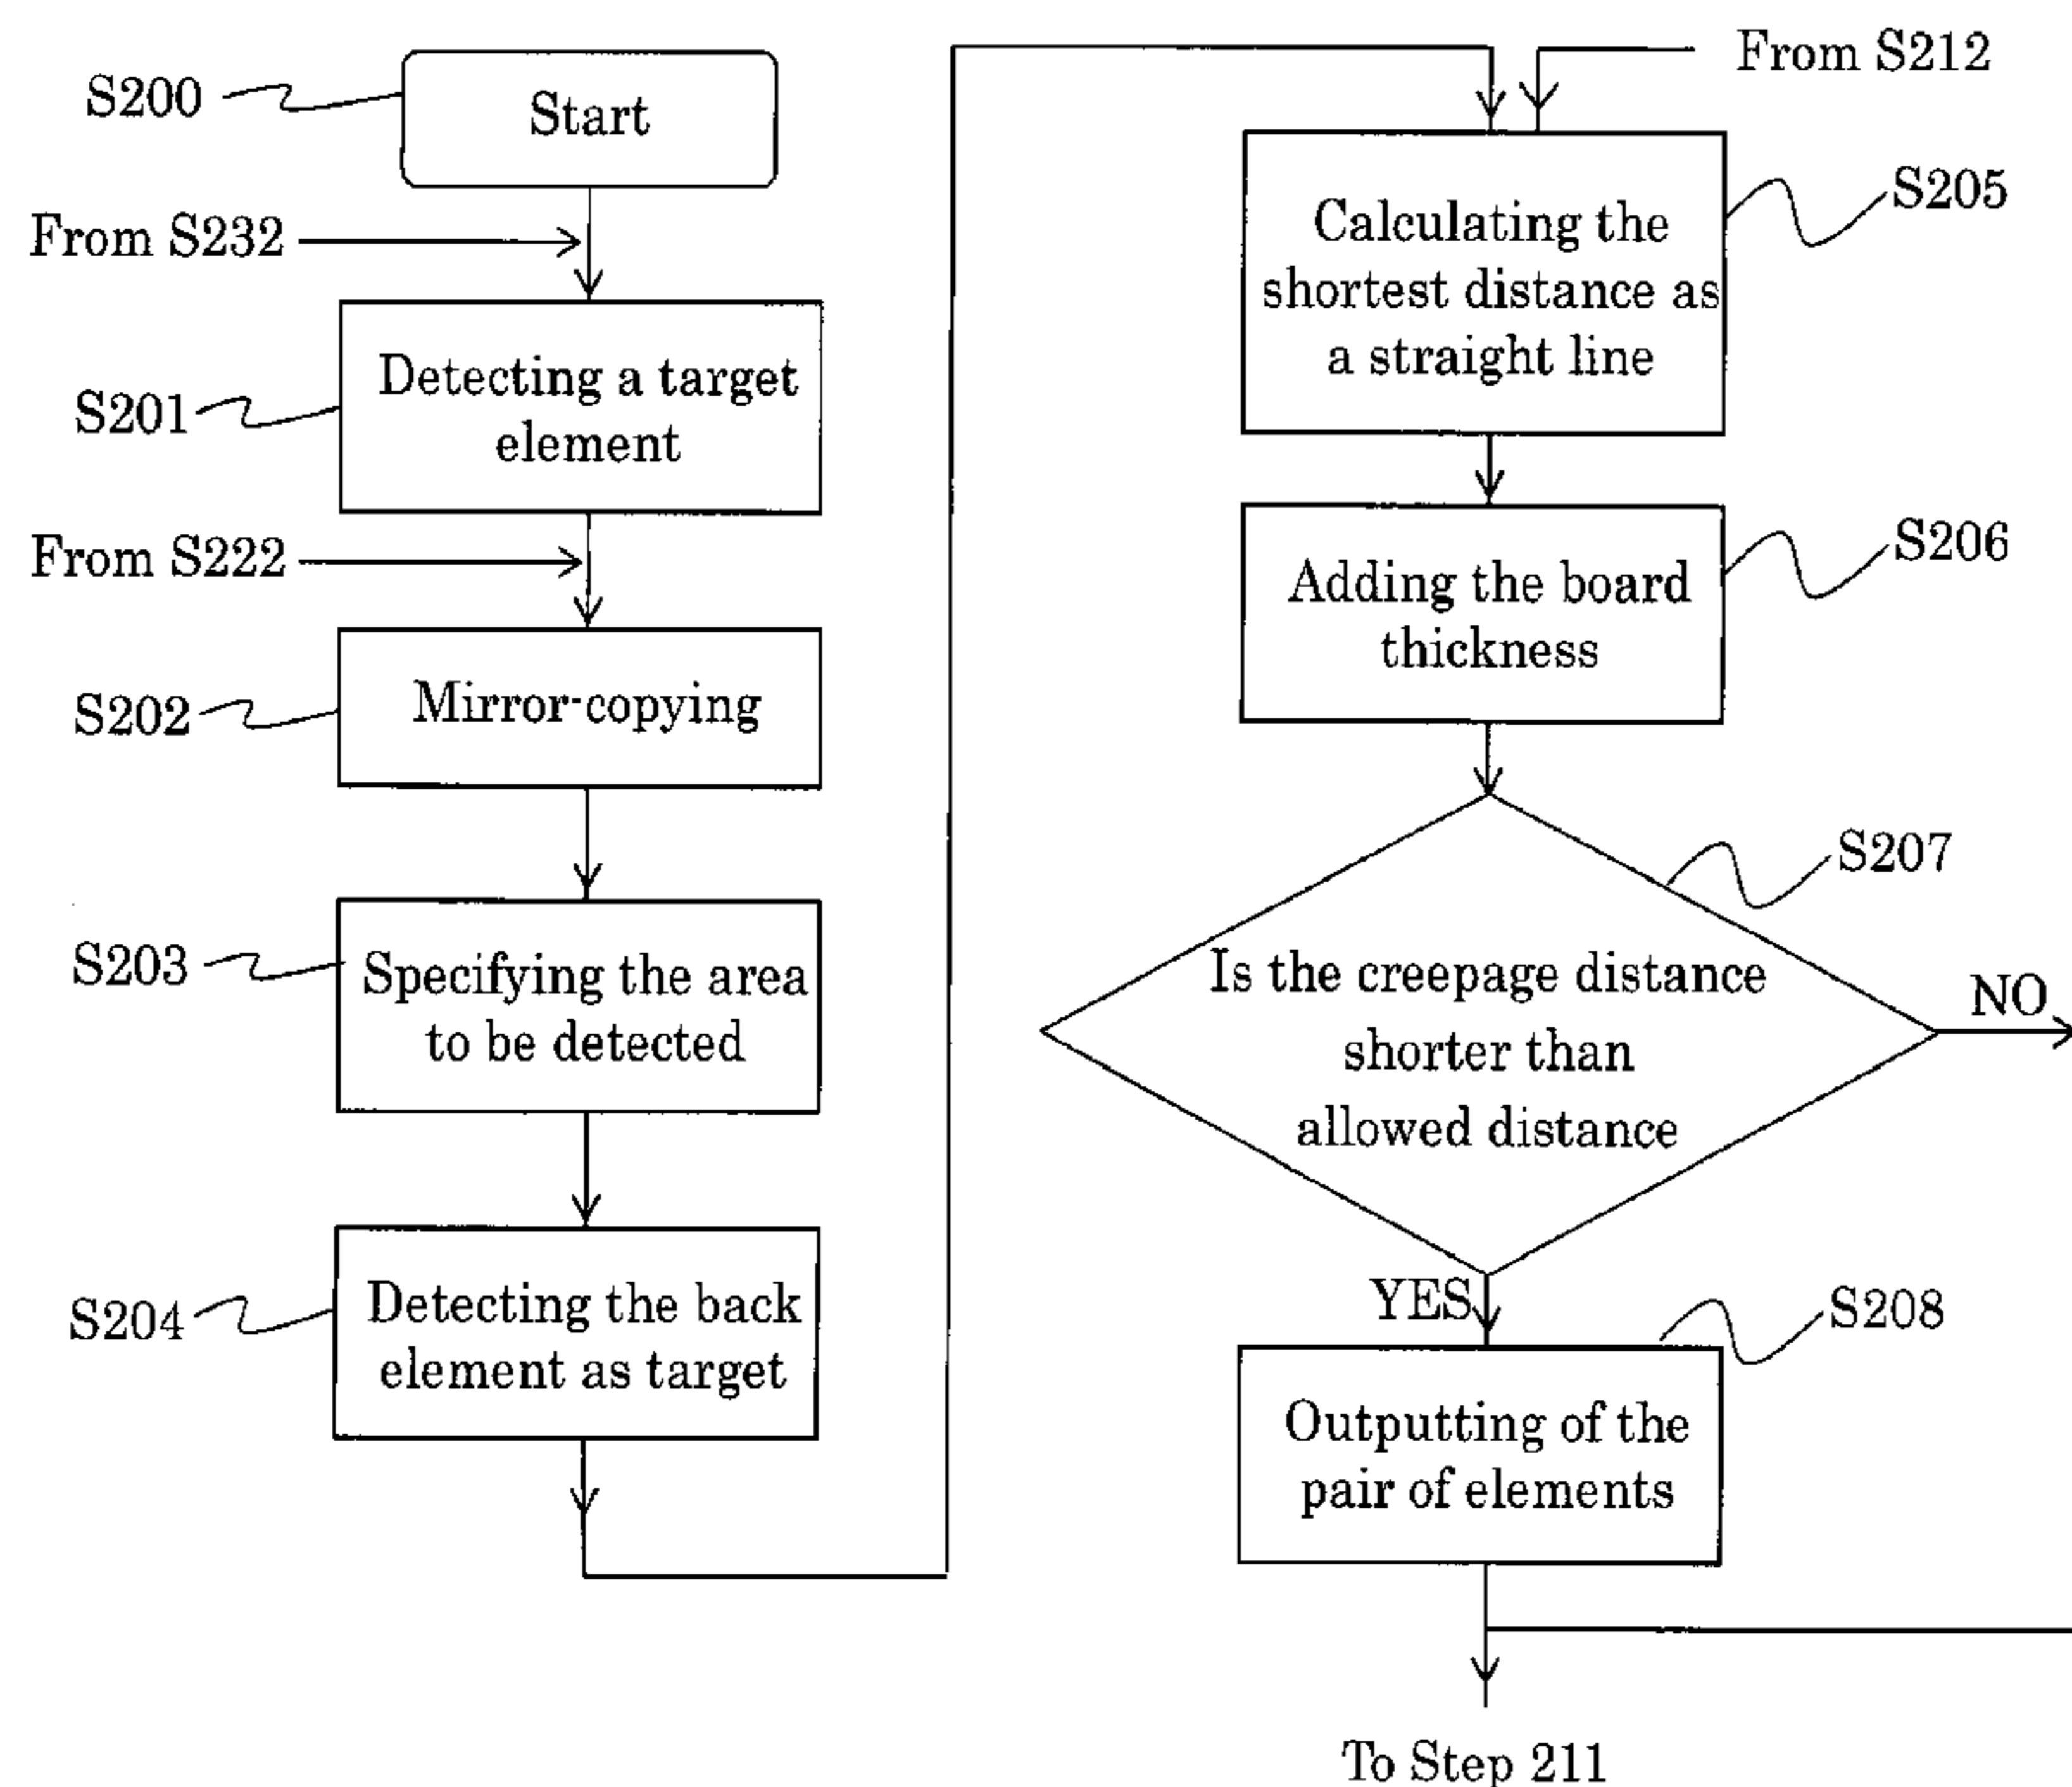 S200
Start
From S232
S201
Detecting a target
element
From S222
S202
Mirror-copying
S203
Specifying the area
to be detected
S204
Detecting the back
element as target
From S212
Calculating the
shortest distance as
a straight line
S205
Adding the board
thickness
S206
S207
Is the creepage distance
shorter than
allowed distance
NO
YES
S208
Outputting of the
pair of elements
To Step 211